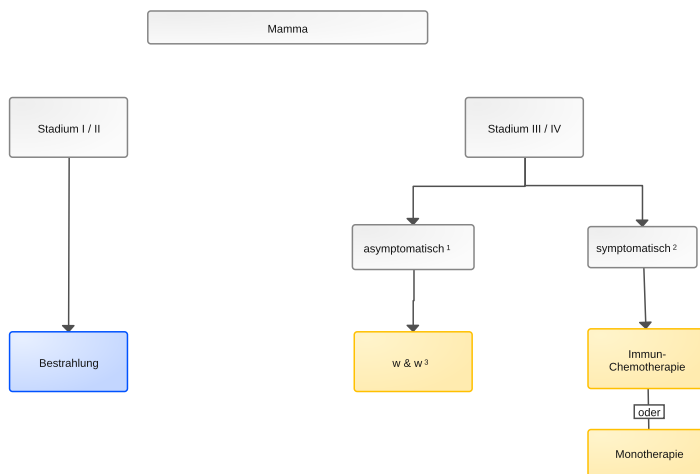 Mamma
Stadium I / II
Stadium III / IV
asymptomatisch 1
symptomatisch 2
Bestrahlung
w & w 3
Immun-
Chemotherapie
oder
Monotherapie